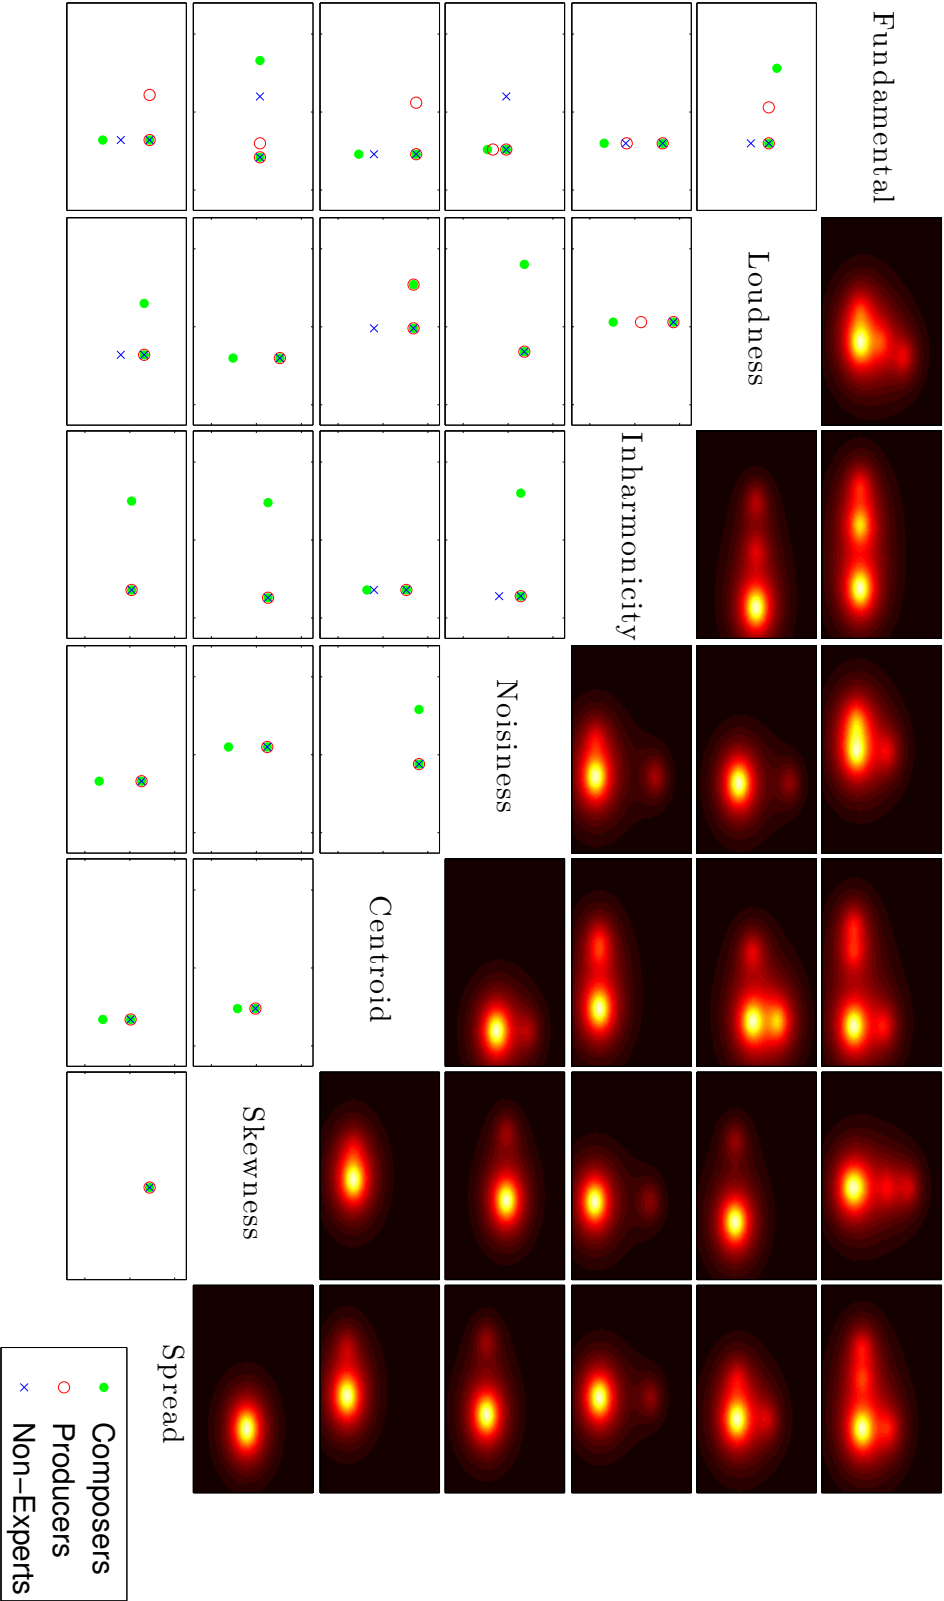 Fundamental
Loudness
Inharmonicity
Noisiness
Centroid
Skewness
Spread
Composers
Producers
Non−Experts